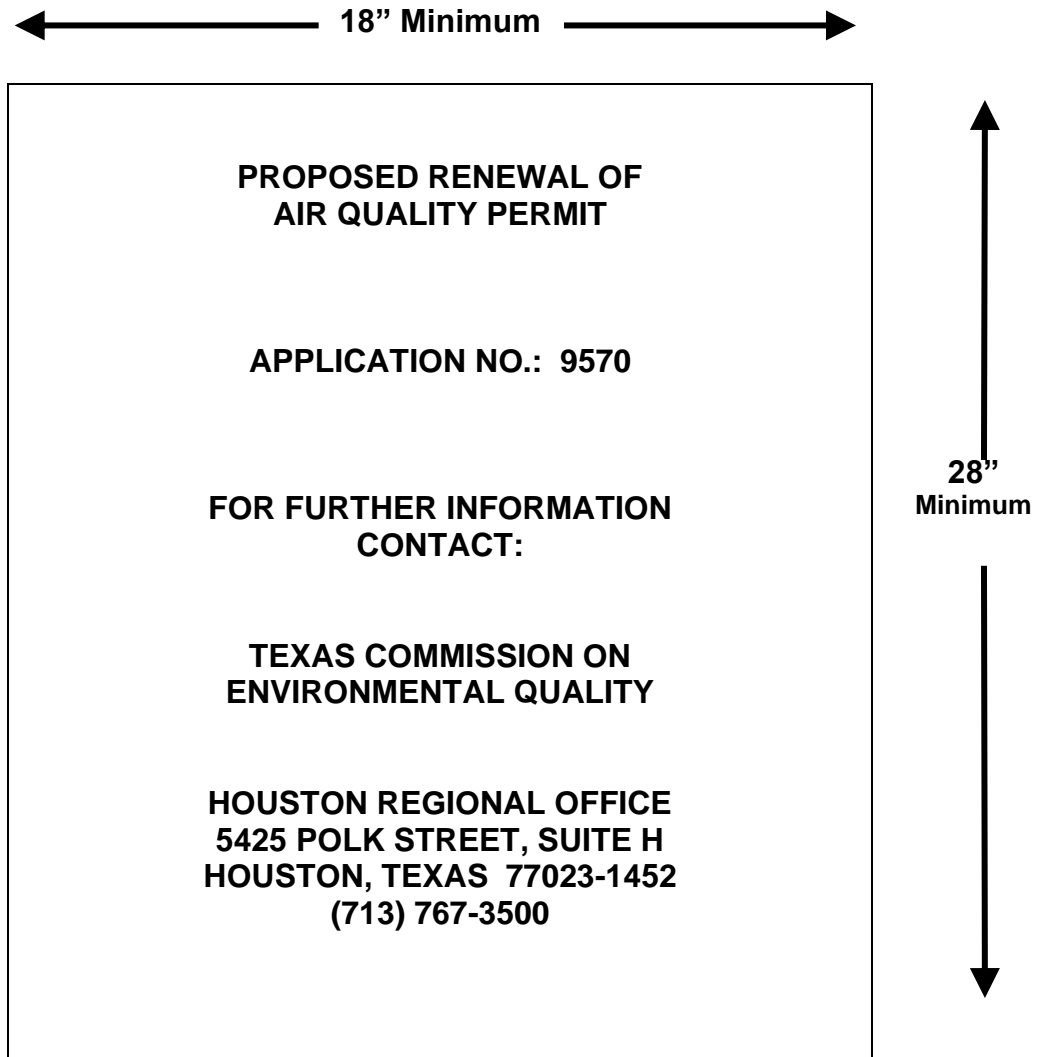 18” Minimum
PROPOSED RENEWAL OF
AIR QUALITY PERMIT
APPLICATION NO.: 9570
FOR FURTHER INFORMATION
CONTACT:
TEXAS COMMISSION ON
ENVIRONMENTAL QUALITY
HOUSTON REGIONAL OFFICE
5425 POLK STREET, SUITE H
HOUSTON, TEXAS 77023-1452
(713) 767-3500
28”
Minimum